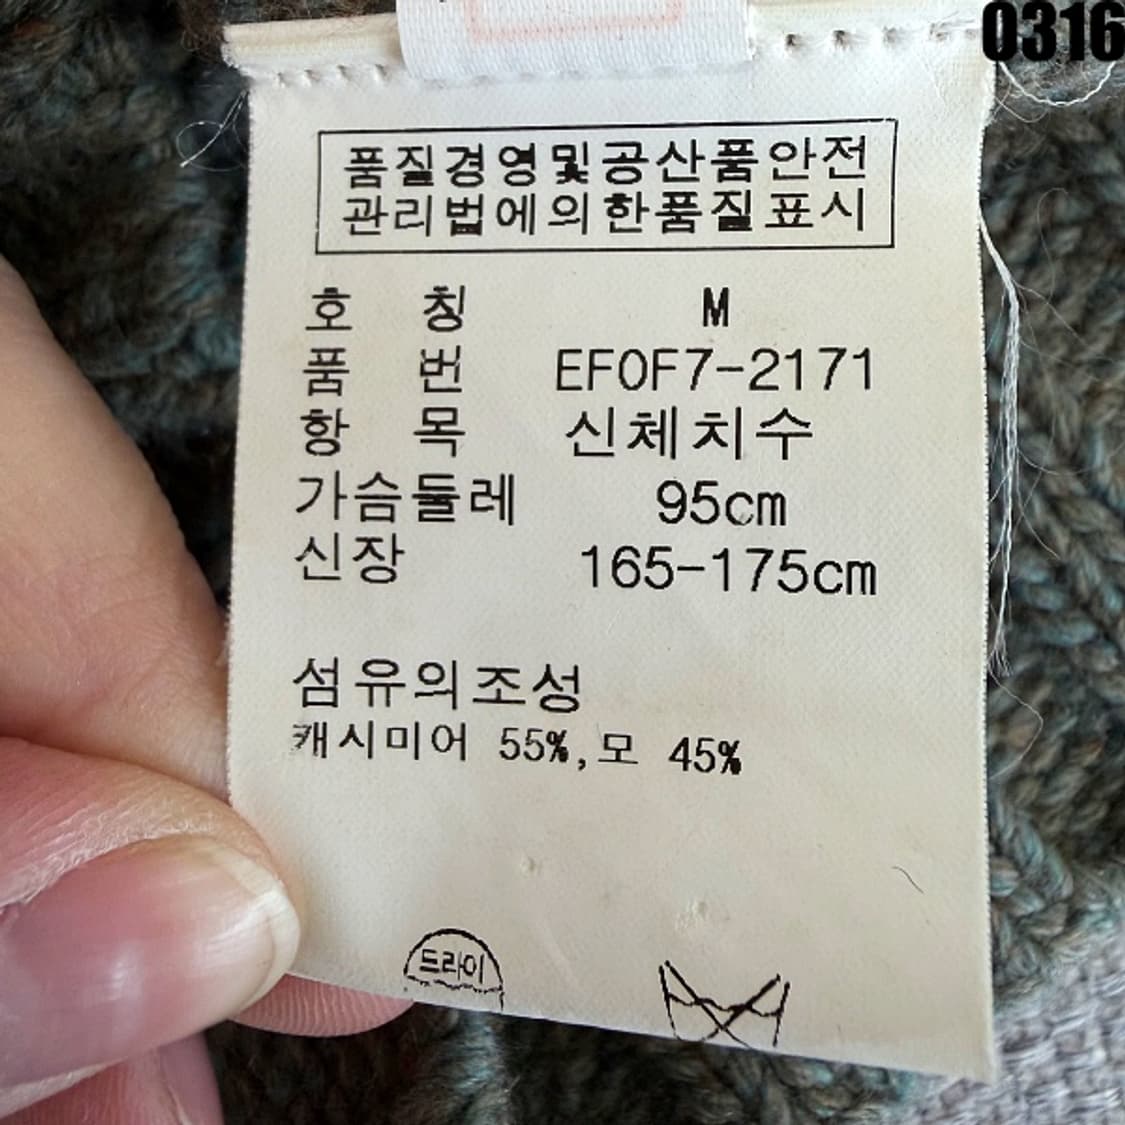 0316
품질경영및공산품안전
관리법에의한품질표시
호 칭 M
품 번 EFOF7-2171
항 목 신체치수
가슴둘레 95cm
신장 165-175cm
섬유의조성
캐시미어 55%,모 45%
드라이